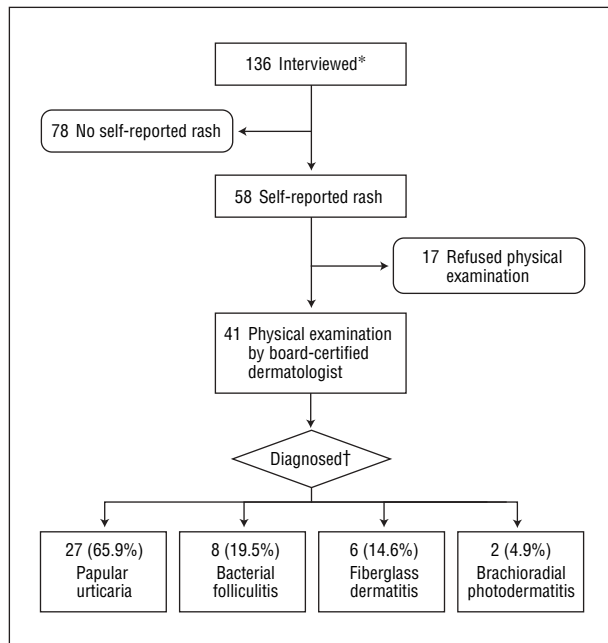 136 Interviewed*
78 No self-reported rash
58 Self-reported rash
17 Refused physical
examination
41 Physical examination
by board-certified
dermatologist
Diagnosed†
27 (65.9%)
Papular
urticaria
8 (19.5%)
Bacterial
folliculitis
6 (14.6%)
Fiberglass
dermatitis
2 (4.9%)
Brachioradial
photodermatitis